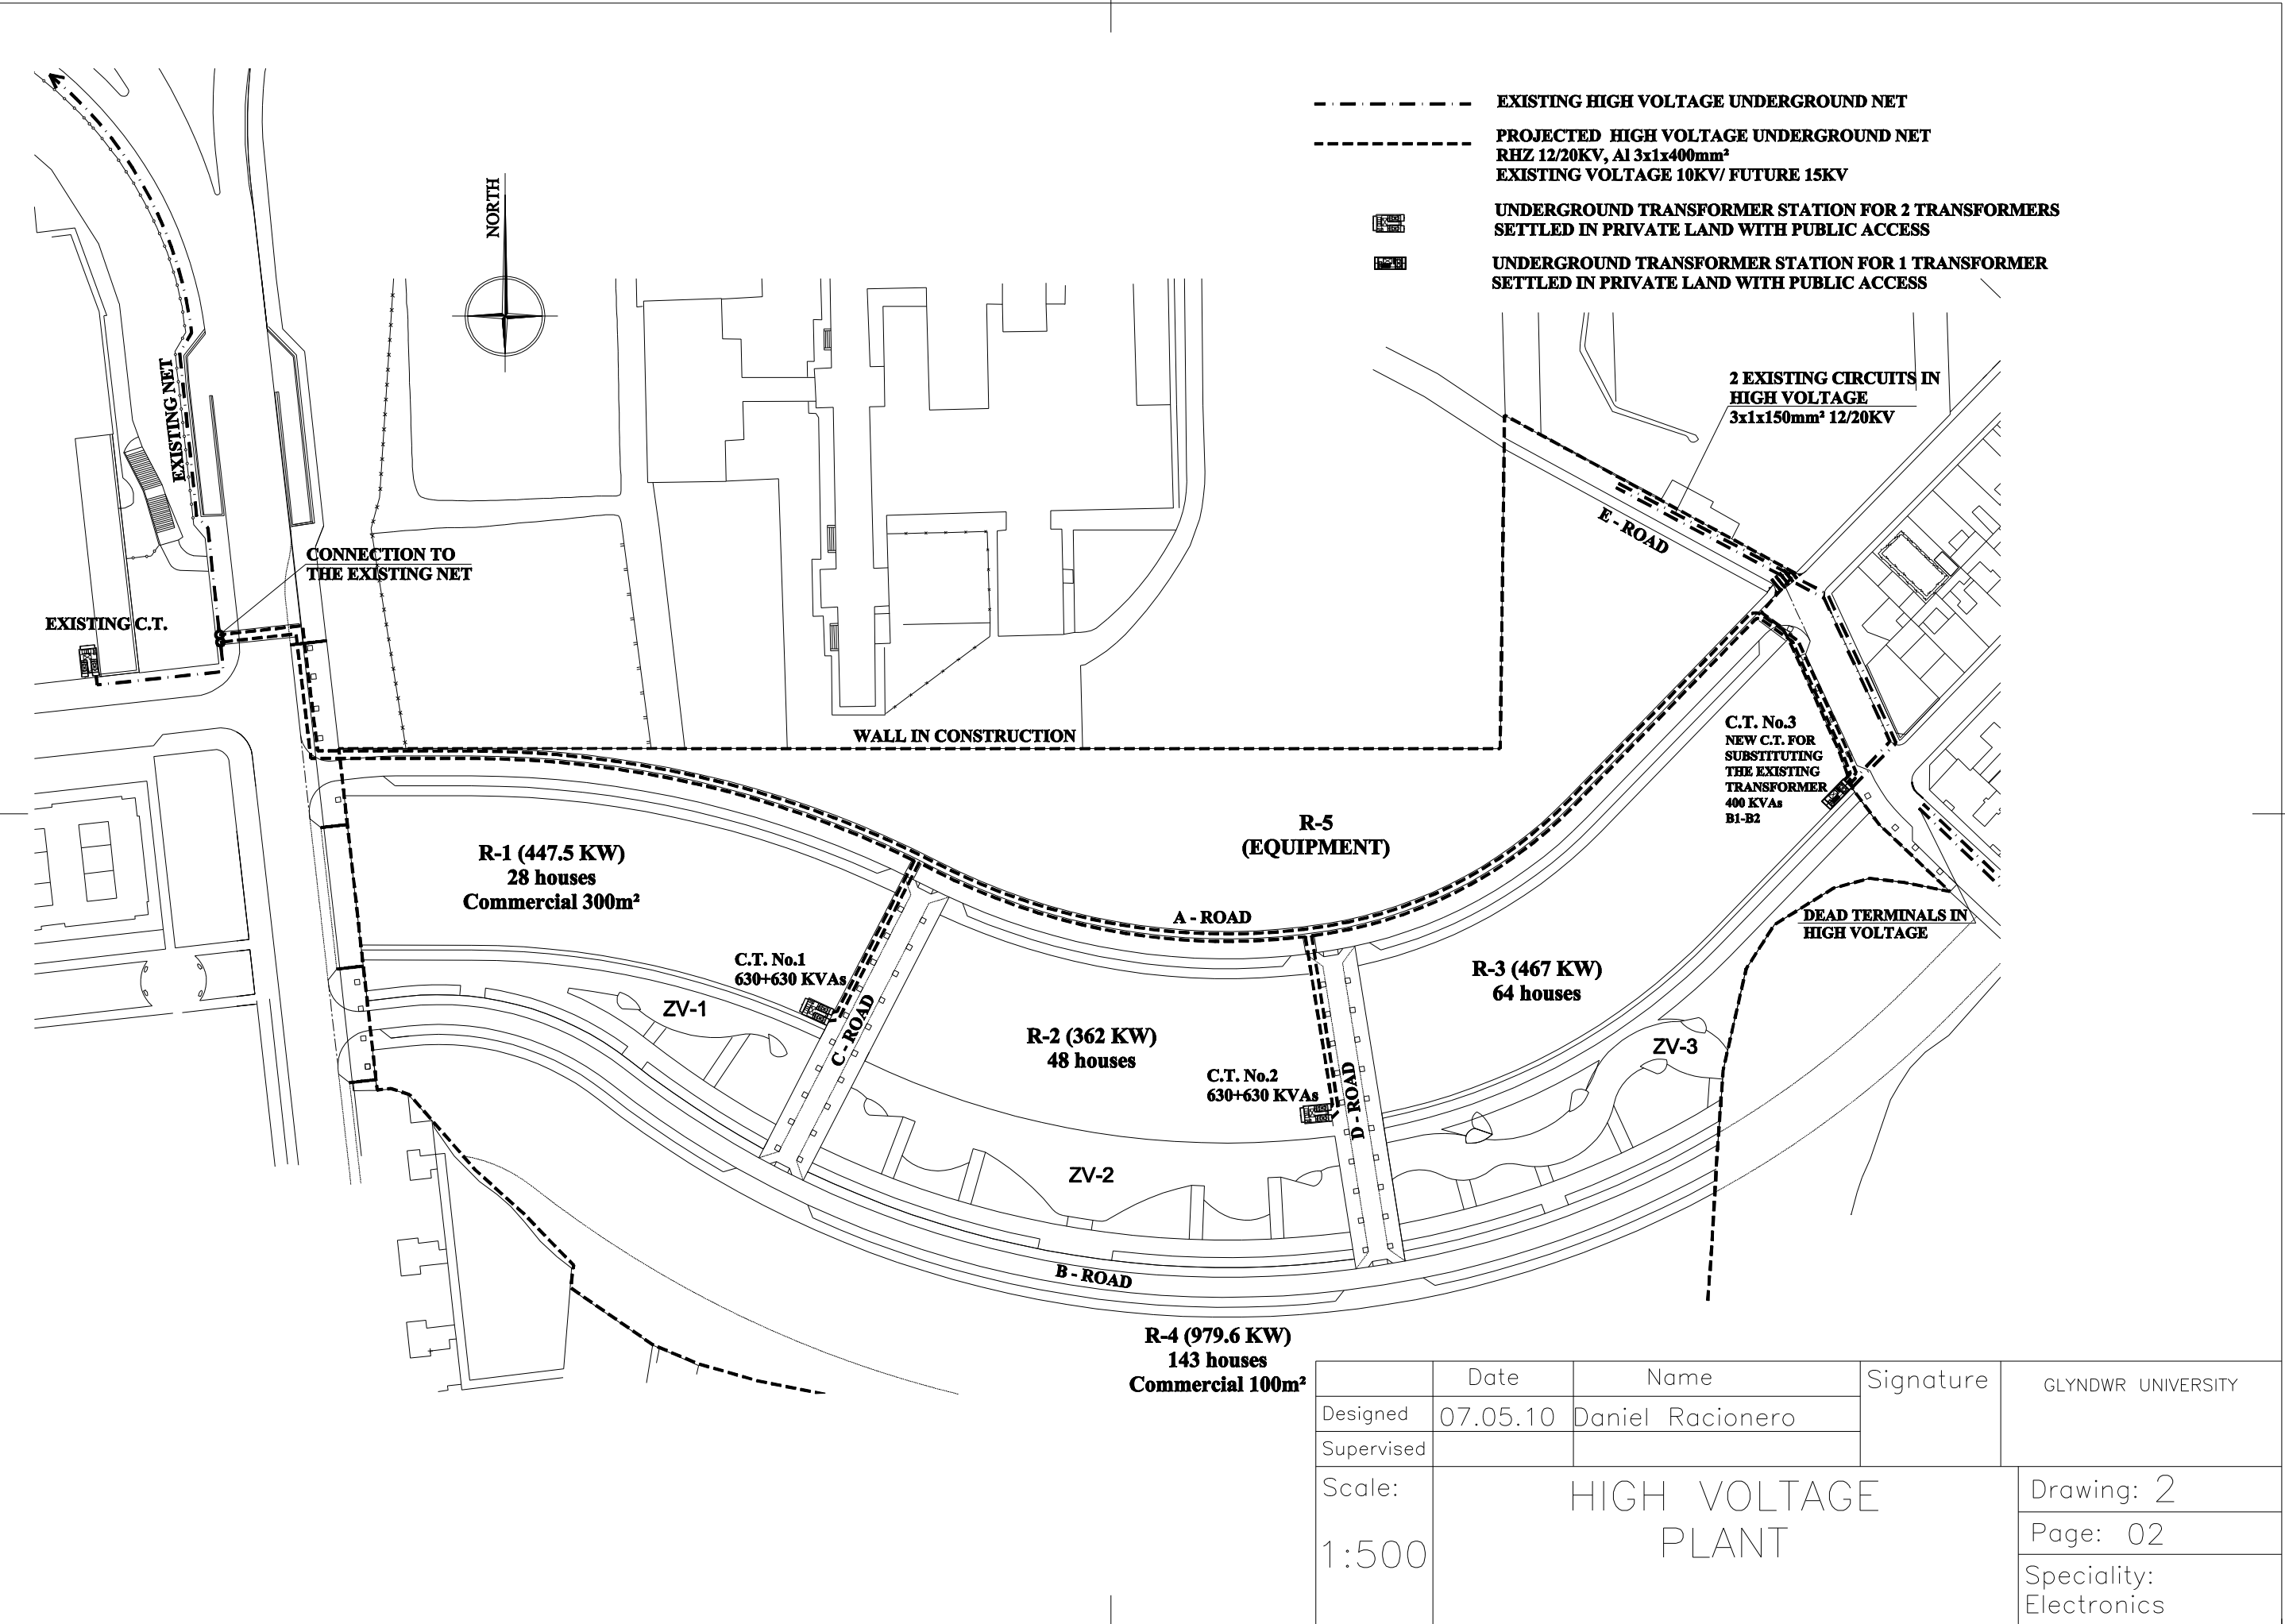 EXISTING HIGH VOLTAGE UNDERGROUND NET
PROJECTED HIGH VOLTAGE UNDERGROUND NET
RHZ 12/20KV, Al 3x1x400mm²
EXISTING VOLTAGE 10KV/ FUTURE 15KV
UNDERGROUND TRANSFORMER STATION FOR 2 TRANSFORMERS
SETTLED IN PRIVATE LAND WITH PUBLIC ACCESS
UNDERGROUND TRANSFORMER STATION FOR 1 TRANSFORMER
SETTLED IN PRIVATE LAND WITH PUBLIC ACCESS
NORTH
EXISTING NET
2 EXISTING CIRCUITS IN
HIGH VOLTAGE
3x1x150mm² 12/20KV
E - ROAD
CONNECTION TO
THE EXISTING NET
EXISTING C.T.
WALL IN CONSTRUCTION
C.T. No.3
NEW C.T. FOR
SUBSTITUTING
THE EXISTING
TRANSFORMER
400 KVAs
B1-B2
R-5
(EQUIPMENT)
R-1 (447.5 KW)
28 houses
Commercial 300m²
A - ROAD
DEAD TERMINALS IN
HIGH VOLTAGE
C.T. No.1
630+630 KVAs
R-3 (467 KW)
64 houses
ZV-1
C - ROAD
R-2 (362 KW)
48 houses
ZV-3
C.T. No.2
630+630 KVAs
D - ROAD
ZV-2
B - ROAD
R-4 (979.6 KW)
143 houses
Commercial 100m²
Date
Name
Signature
GLYNDWR UNIVERSITY
Designed
07.05.10
Daniel Racionero
Supervised
Scale:
1:500
HIGH VOLTAGE
PLANT
Drawing: 2
Page: 02
Speciality:
Electronics